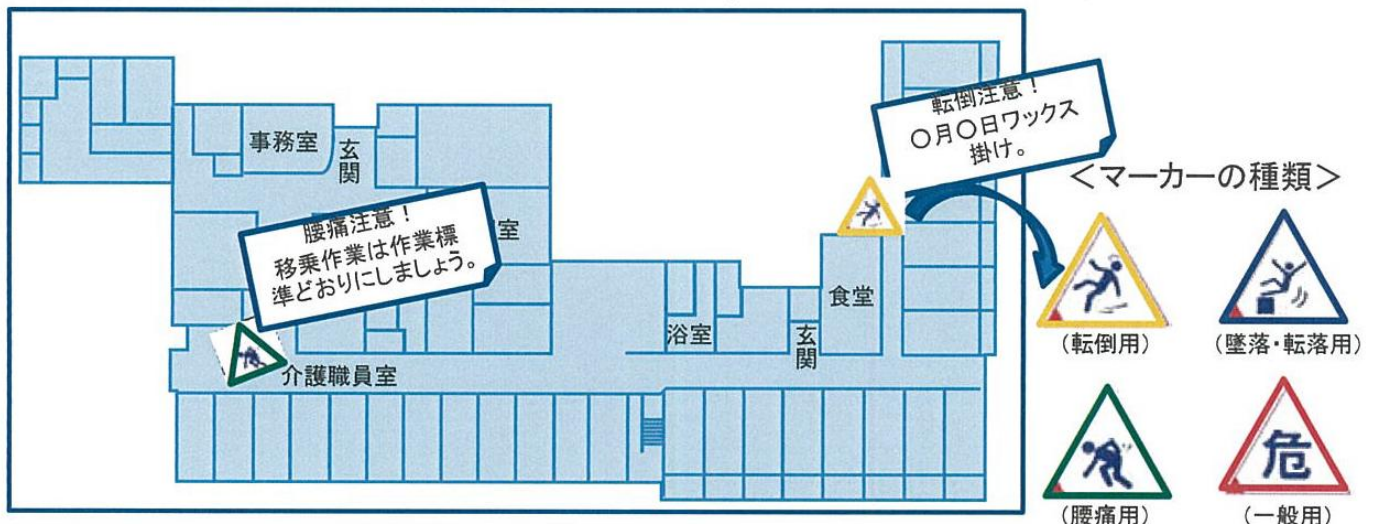 転倒注意！
〇月〇日ワックス
掛け。
事務室
玄
関
腰痛注意！
移乗作業は作業標
準どおりにしましょう。
室
＜マーカーの種類＞
食堂
浴室
玄
関
介護職員室
(転倒用)
(墜落・転落用)
危
(腰痛用)
(一般用)